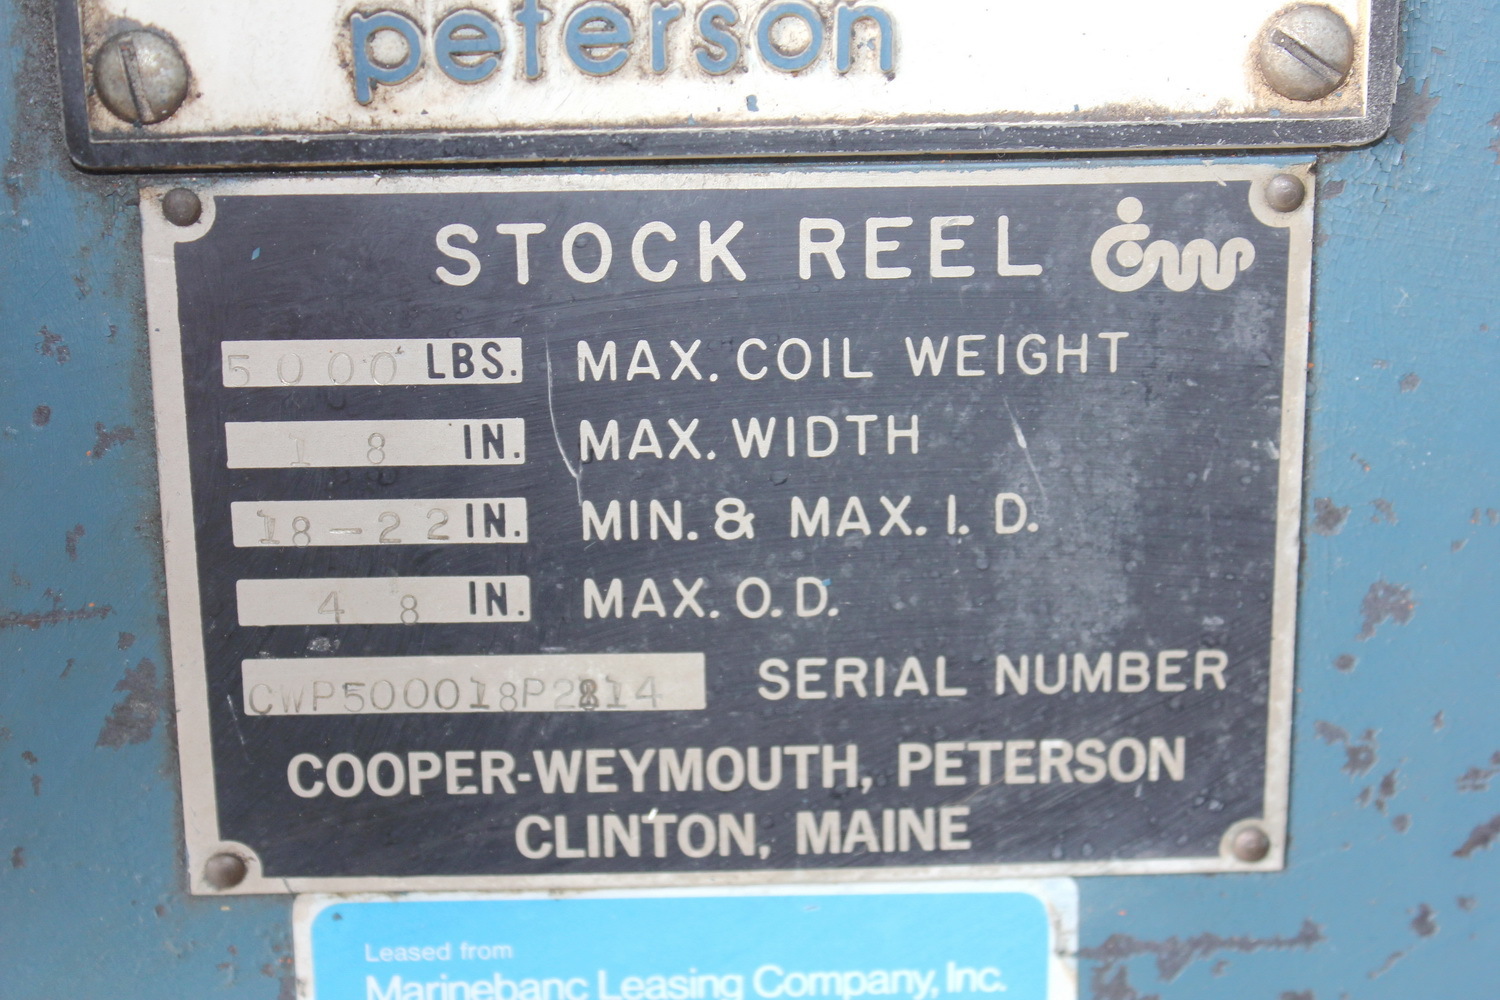 peterson
STOCK REEL cwp
5000 LBS. MAX. COIL WEIGHT
18 IN. MAX. WIDTH
18-22 IN. MIN. & MAX. I. D.
48 IN. MAX. O. D.
SERIAL NUMBER
COOPER-WEYMOUTH, PETERSON
CLINTON, MAINE
Leased from
Marinebanc Leasing Company, Inc.